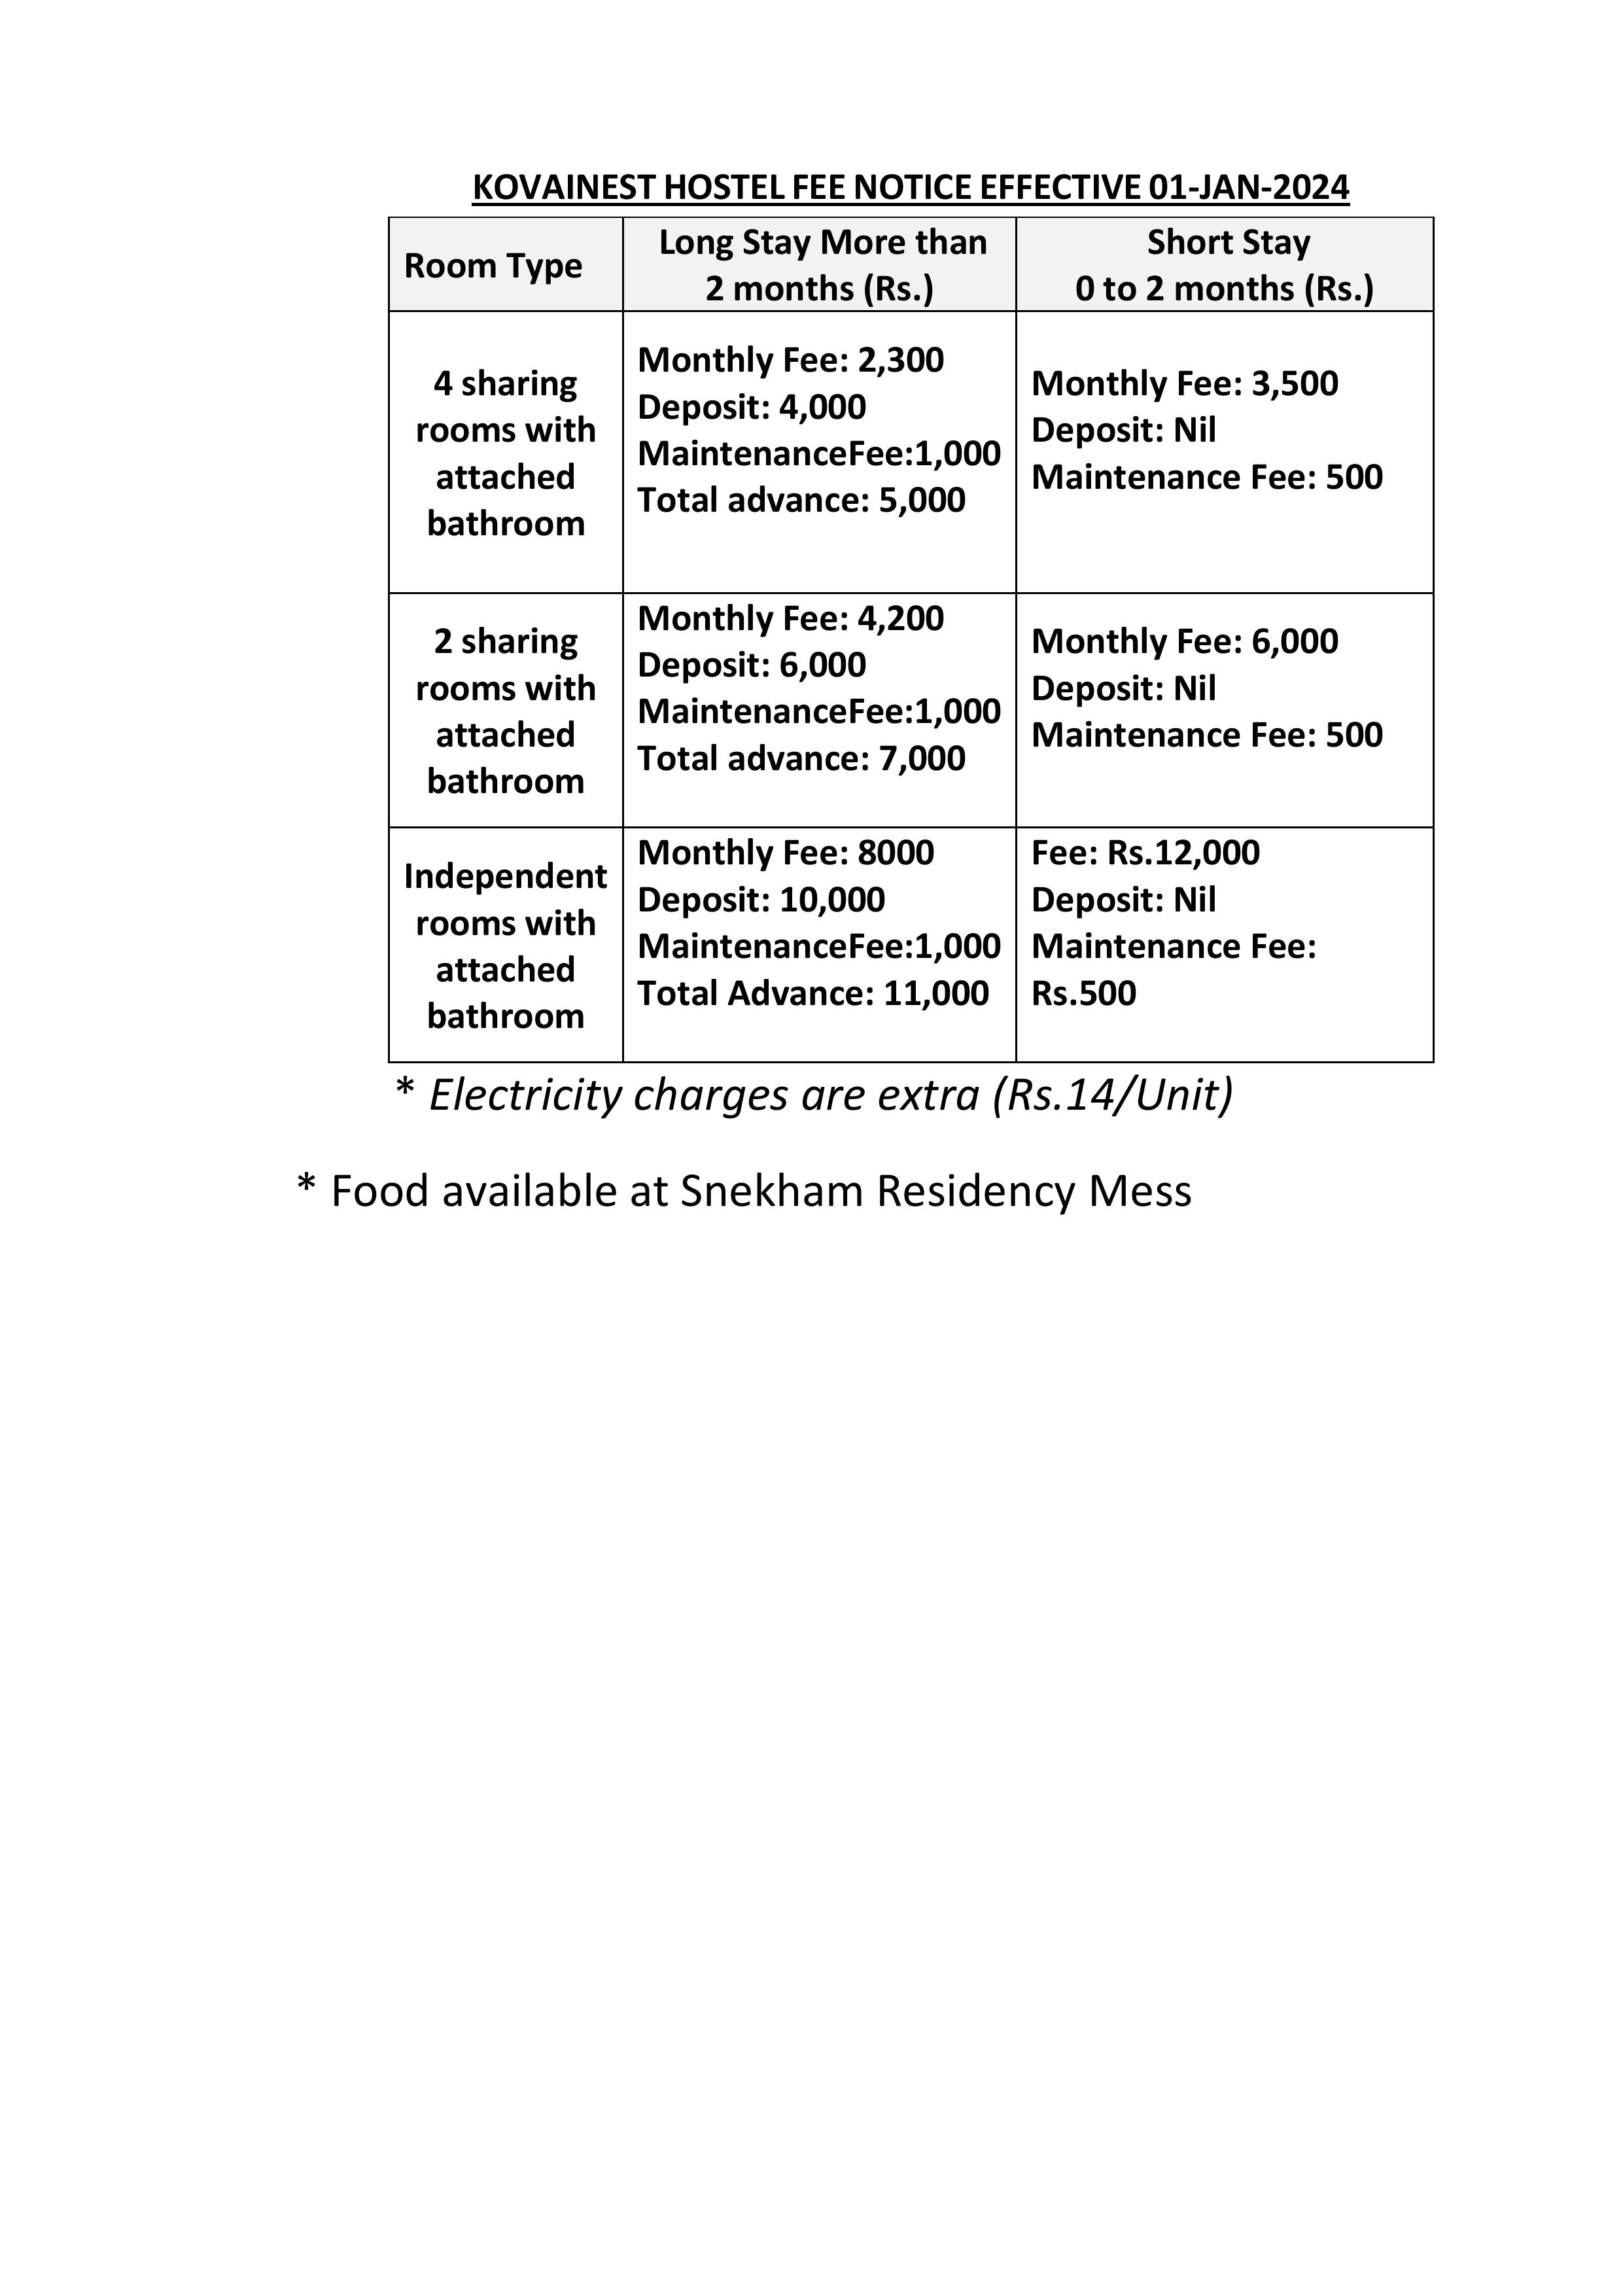 KOVAINEST HOSTEL FEE NOTICE EFFECTIVE 01-JAN-2024
Room Type
Long Stay More than
2 months (Rs.)
Short Stay
0 to 2 months (Rs.)
4 sharing
rooms with
attached
bathroom
Monthly Fee: 2,300
Deposit: 4,000
MaintenanceFee:1,000
Total advance: 5,000
Monthly Fee: 3,500
Deposit: Nil
Maintenance Fee: 500
2 sharing
rooms with
attached
bathroom
Monthly Fee: 4,200
Deposit: 6,000
MaintenanceFee:1,000
Total advance: 7,000
Monthly Fee: 6,000
Deposit: Nil
Maintenance Fee: 500
Independent
rooms with
attached
bathroom
Monthly Fee: 8000
Deposit: 10,000
MaintenanceFee:1,000
Total Advance: 11,000
Fee: Rs.12,000
Deposit: Nil
Maintenance Fee:
Rs.500
* Electricity charges are extra (Rs.14/Unit)
* Food available at Snekham Residency Mess